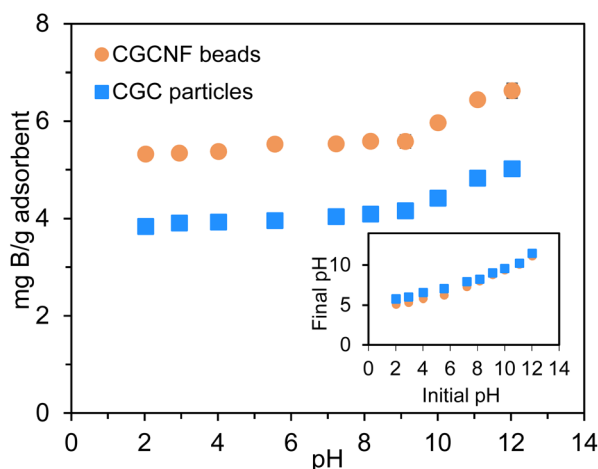 8
CGCNF beads
CGC particles
6
mg B/g adsorbent
4
2
0
0 2 4 6 8 10 12 14
pH
10
Final pH
5
0
0 2 4 6 8 10 12 14
Initial pH